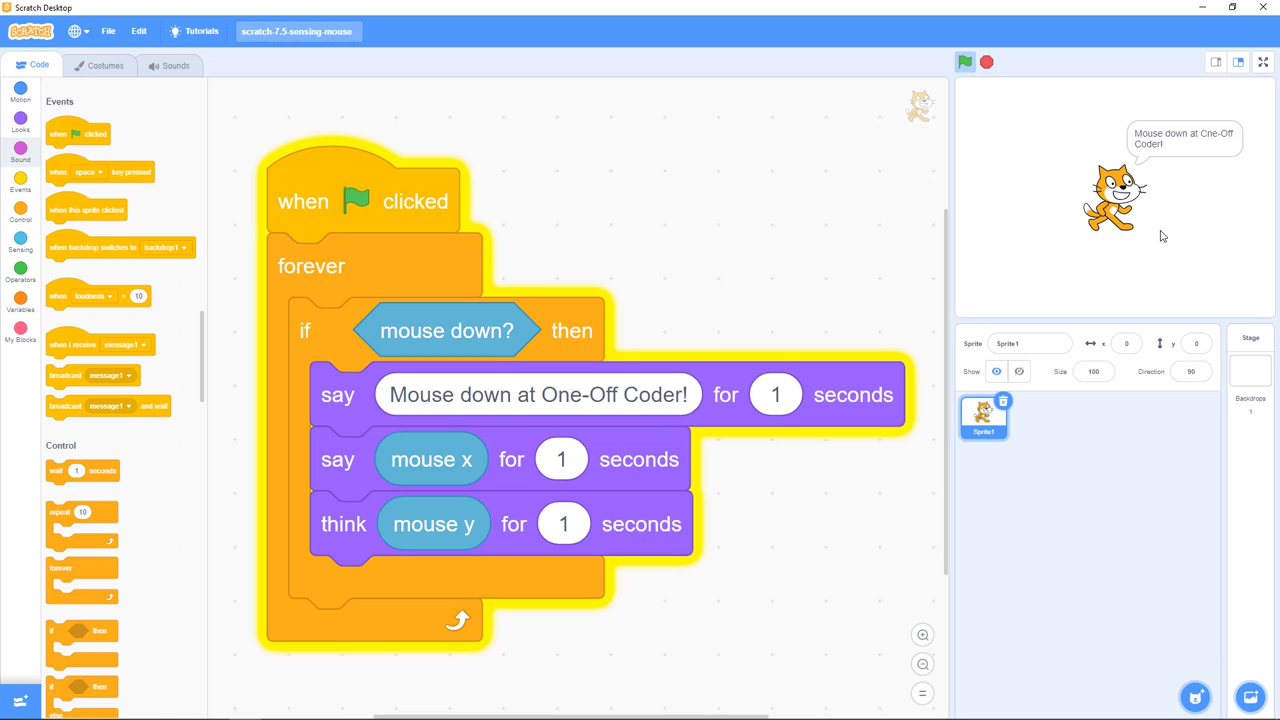 Scratch Desktop
SCRATCH
File
Edit
Tutorials
scratch-7.5-sensing-mouse
Code
Costumes
Sounds
Motion
Looks
Sound
Events
Control
Sensing
Operators
Variables
My Blocks
Events
when clicked
when space key pressed
when this sprite clicked
when backdrop switches to backdrop1
when loudness > 10
when I receive message1
broadcast message1
broadcast message1 and wait
Control
wait 1 seconds
repeat 10
forever
if then
if then
else
when clicked
forever
if mouse down? then
say Mouse down at One-Off Coder! for 1 seconds
say mouse x for 1 seconds
think mouse y for 1 seconds
Mouse down at One-Off
Coder!
Sprite Sprite1 x 0 y 0
Show Size 100 Direction 90
Sprite1
Stage
Backdrops
1